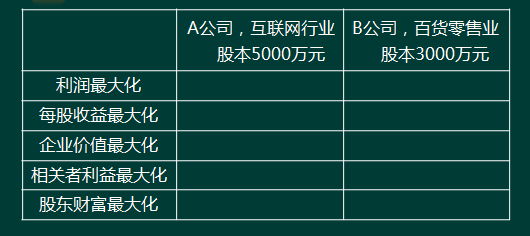 A公司，互联网行业
股本5000万元
B公司，百货零售业
股本3000万元
利润最大化
每股收益最大化
企业价值最大化
相关者利益最大化
股东财富最大化